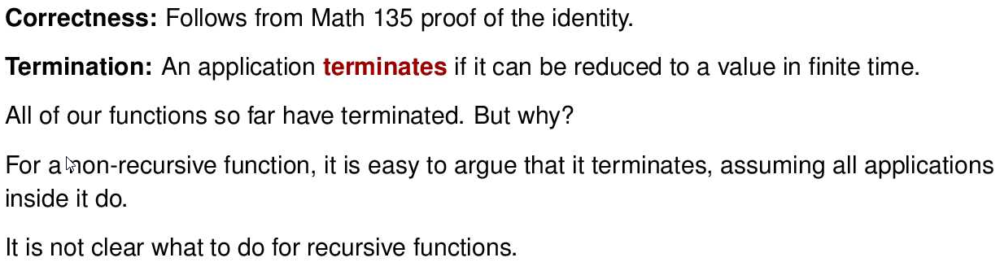 Correctness: Follows from Math 135 proof of the identity.
Termination: An application terminates if it can be reduced to a value in finite time.
All of our functions so far have terminated. But why?
For a non-recursive function, it is easy to argue that it terminates, assuming all applications
inside it do.
It is not clear what to do for recursive functions.